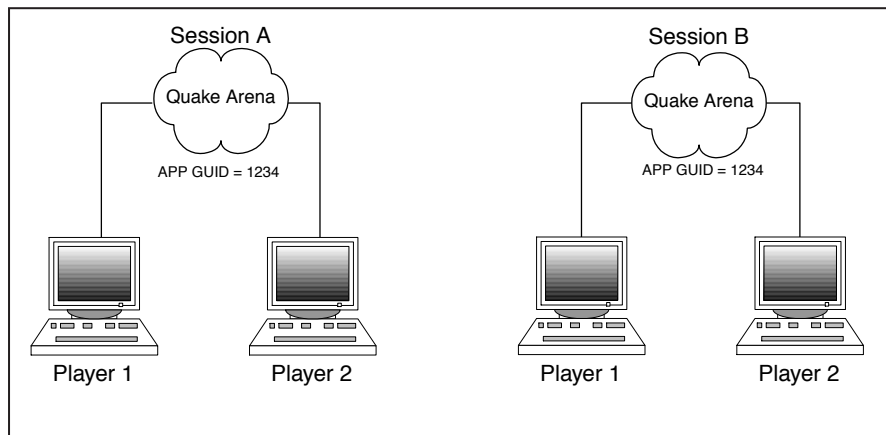 Session A
Quake Arena
APP GUID = 1234
Player 1
Player 2
Session B
Quake Arena
APP GUID = 1234
Player 1
Player 2